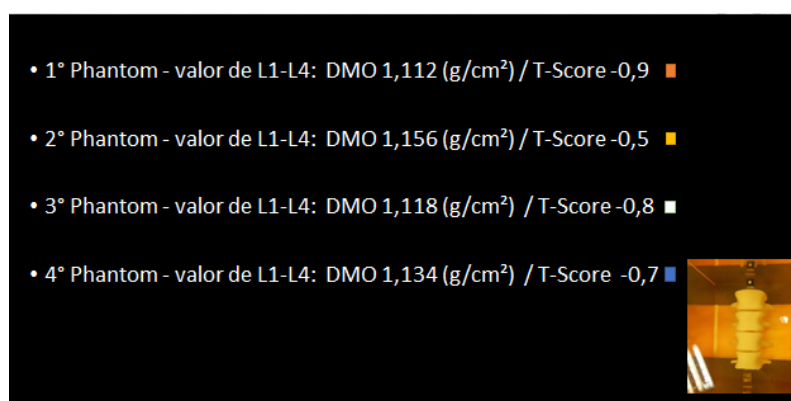 • 1° Phantom - valor de L1-L4: DMO 1,112 (g/cm²) / T-Score -0,9
• 2° Phantom - valor de L1-L4: DMO 1,156 (g/cm²) / T-Score -0,5
• 3° Phantom - valor de L1-L4: DMO 1,118 (g/cm²) / T-Score -0,8
• 4° Phantom - valor de L1-L4: DMO 1,134 (g/cm²) / T-Score -0,7